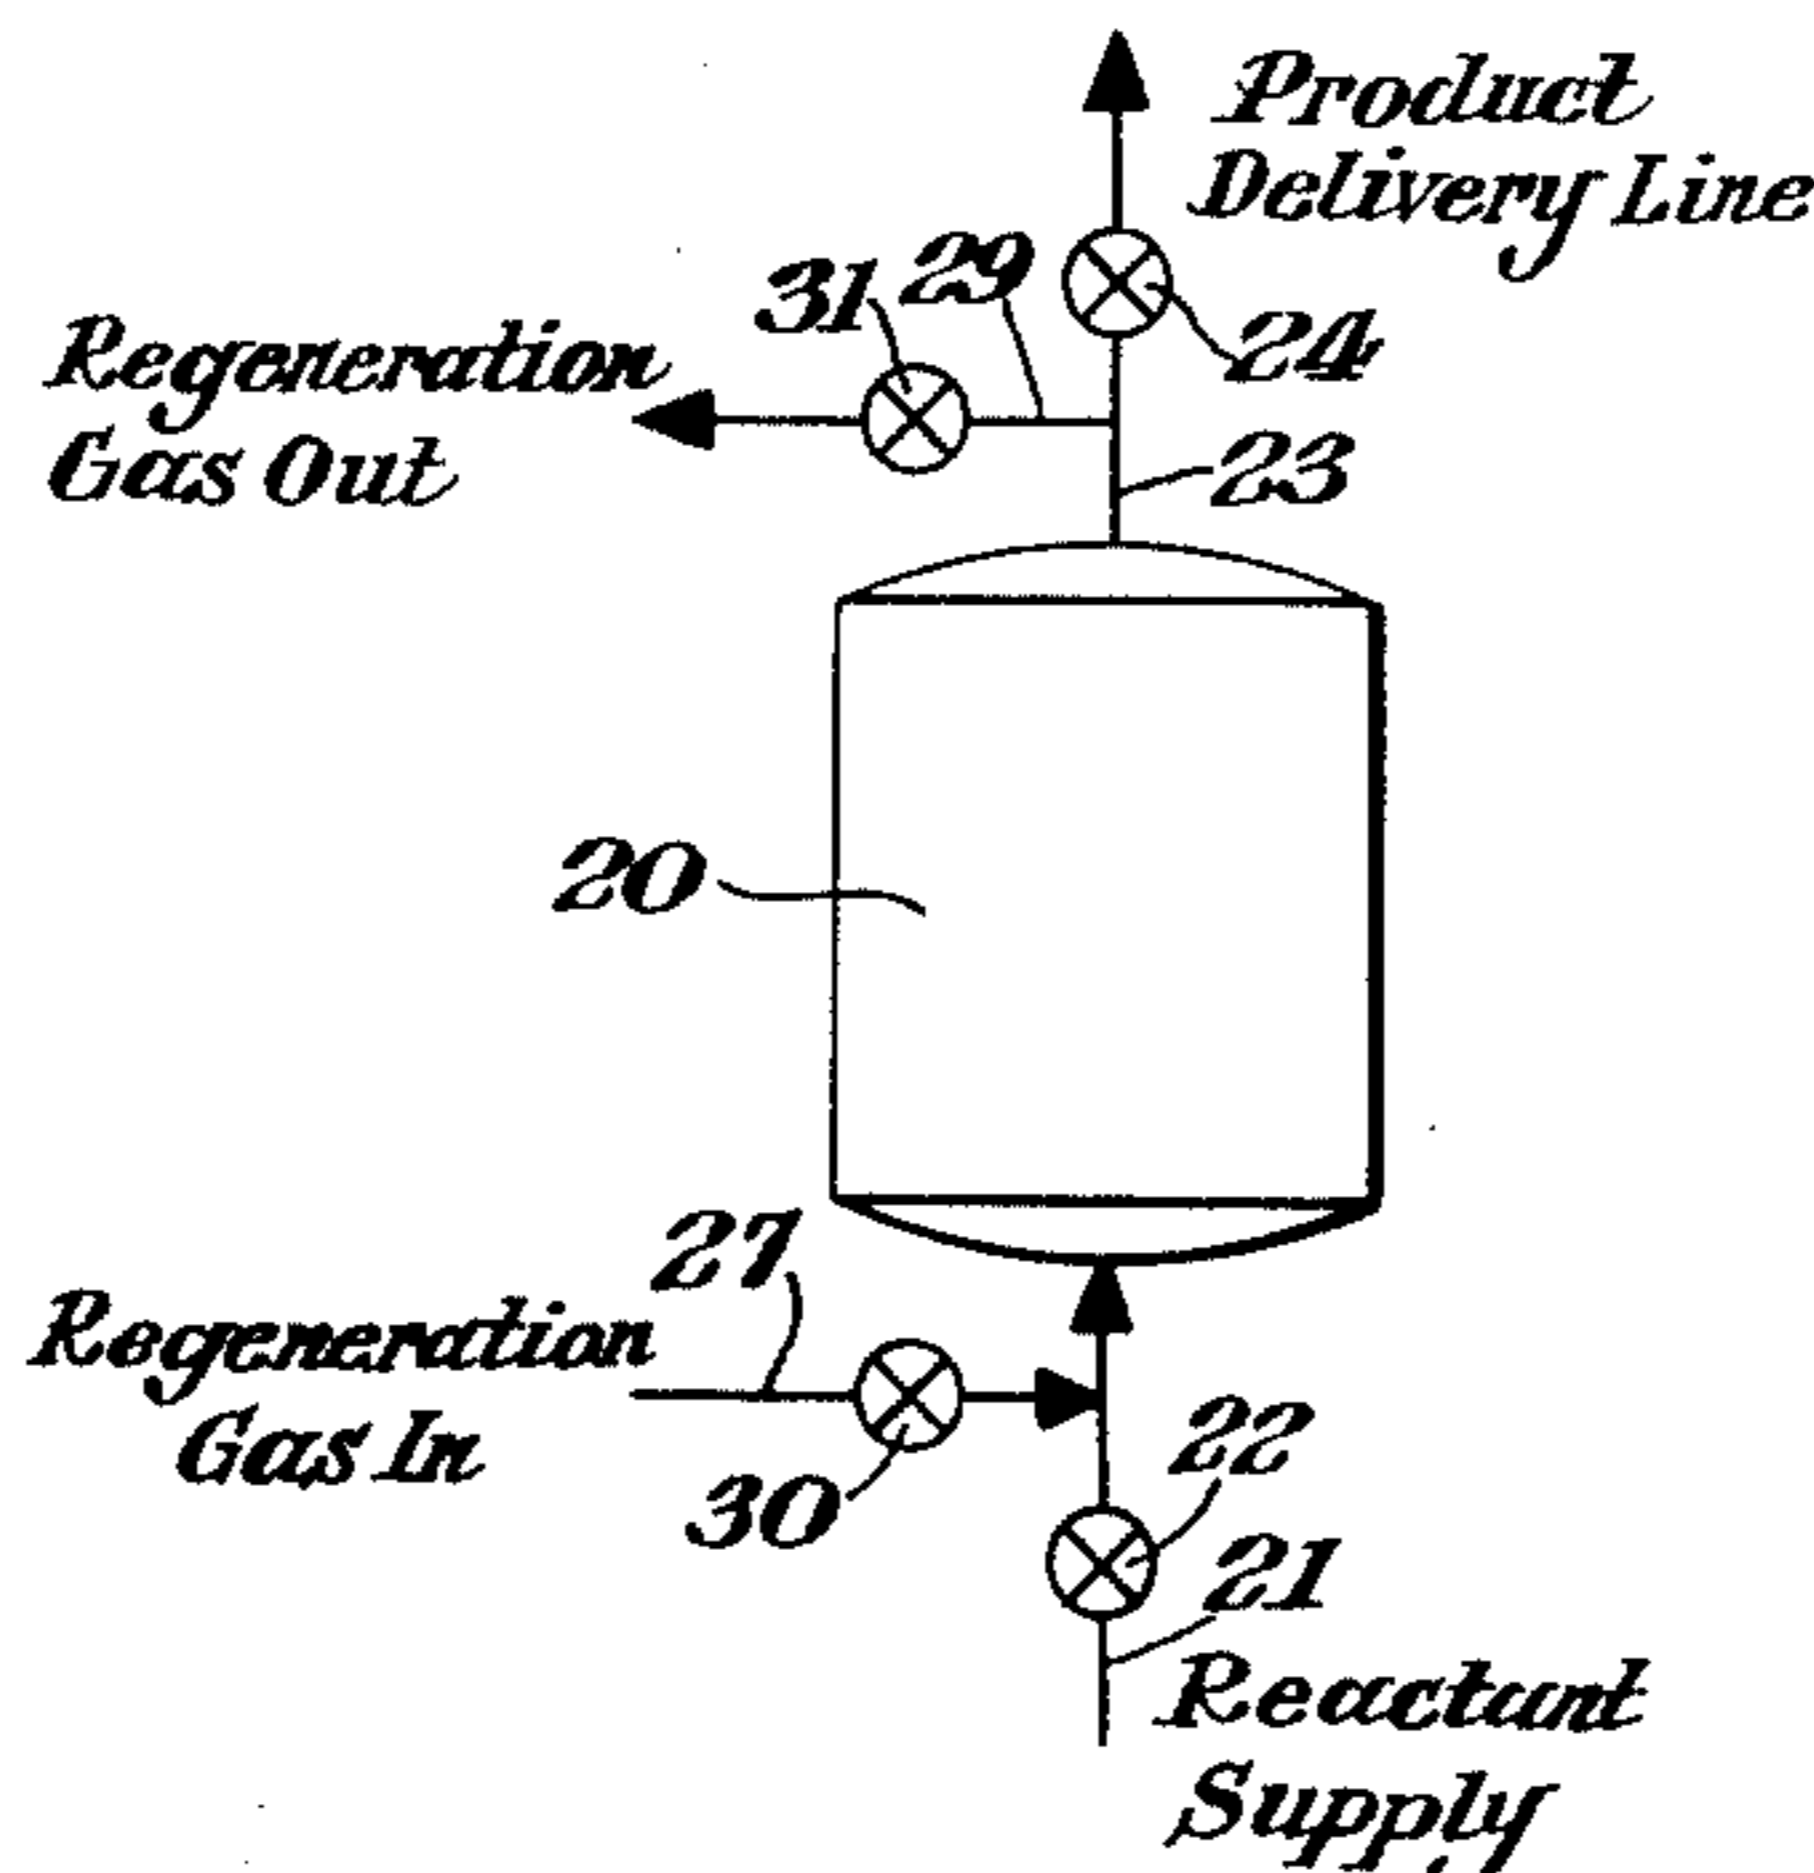 Product
Delivery Line
31
29
24
Regeneration
Gas Out
23
20
27
Regeneration
Gas In
30
22
21
Reactant
Supply